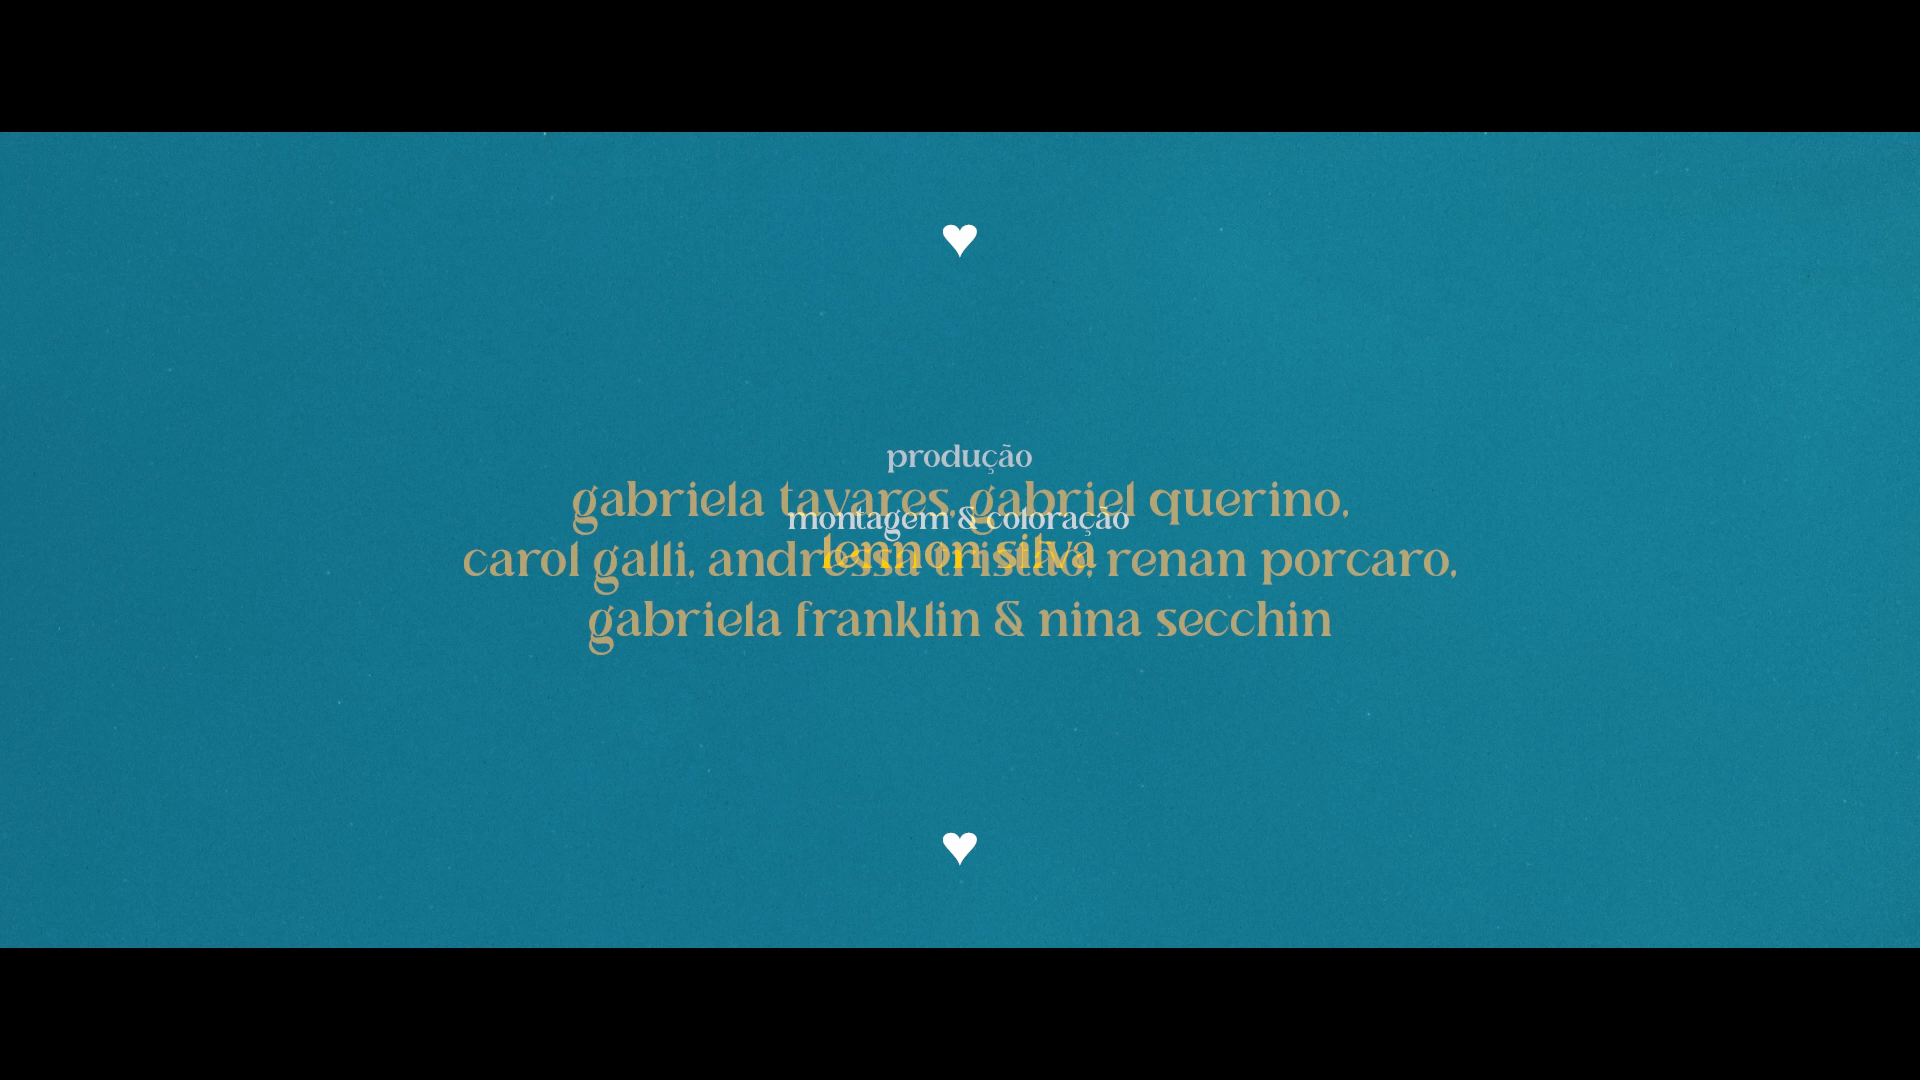 produção
gabriela tavares, gabriel querino,
montagem & coloração
lennon silva
carol galli, andressa tristão, renan porcaro,
gabriela franklin & nina secchin